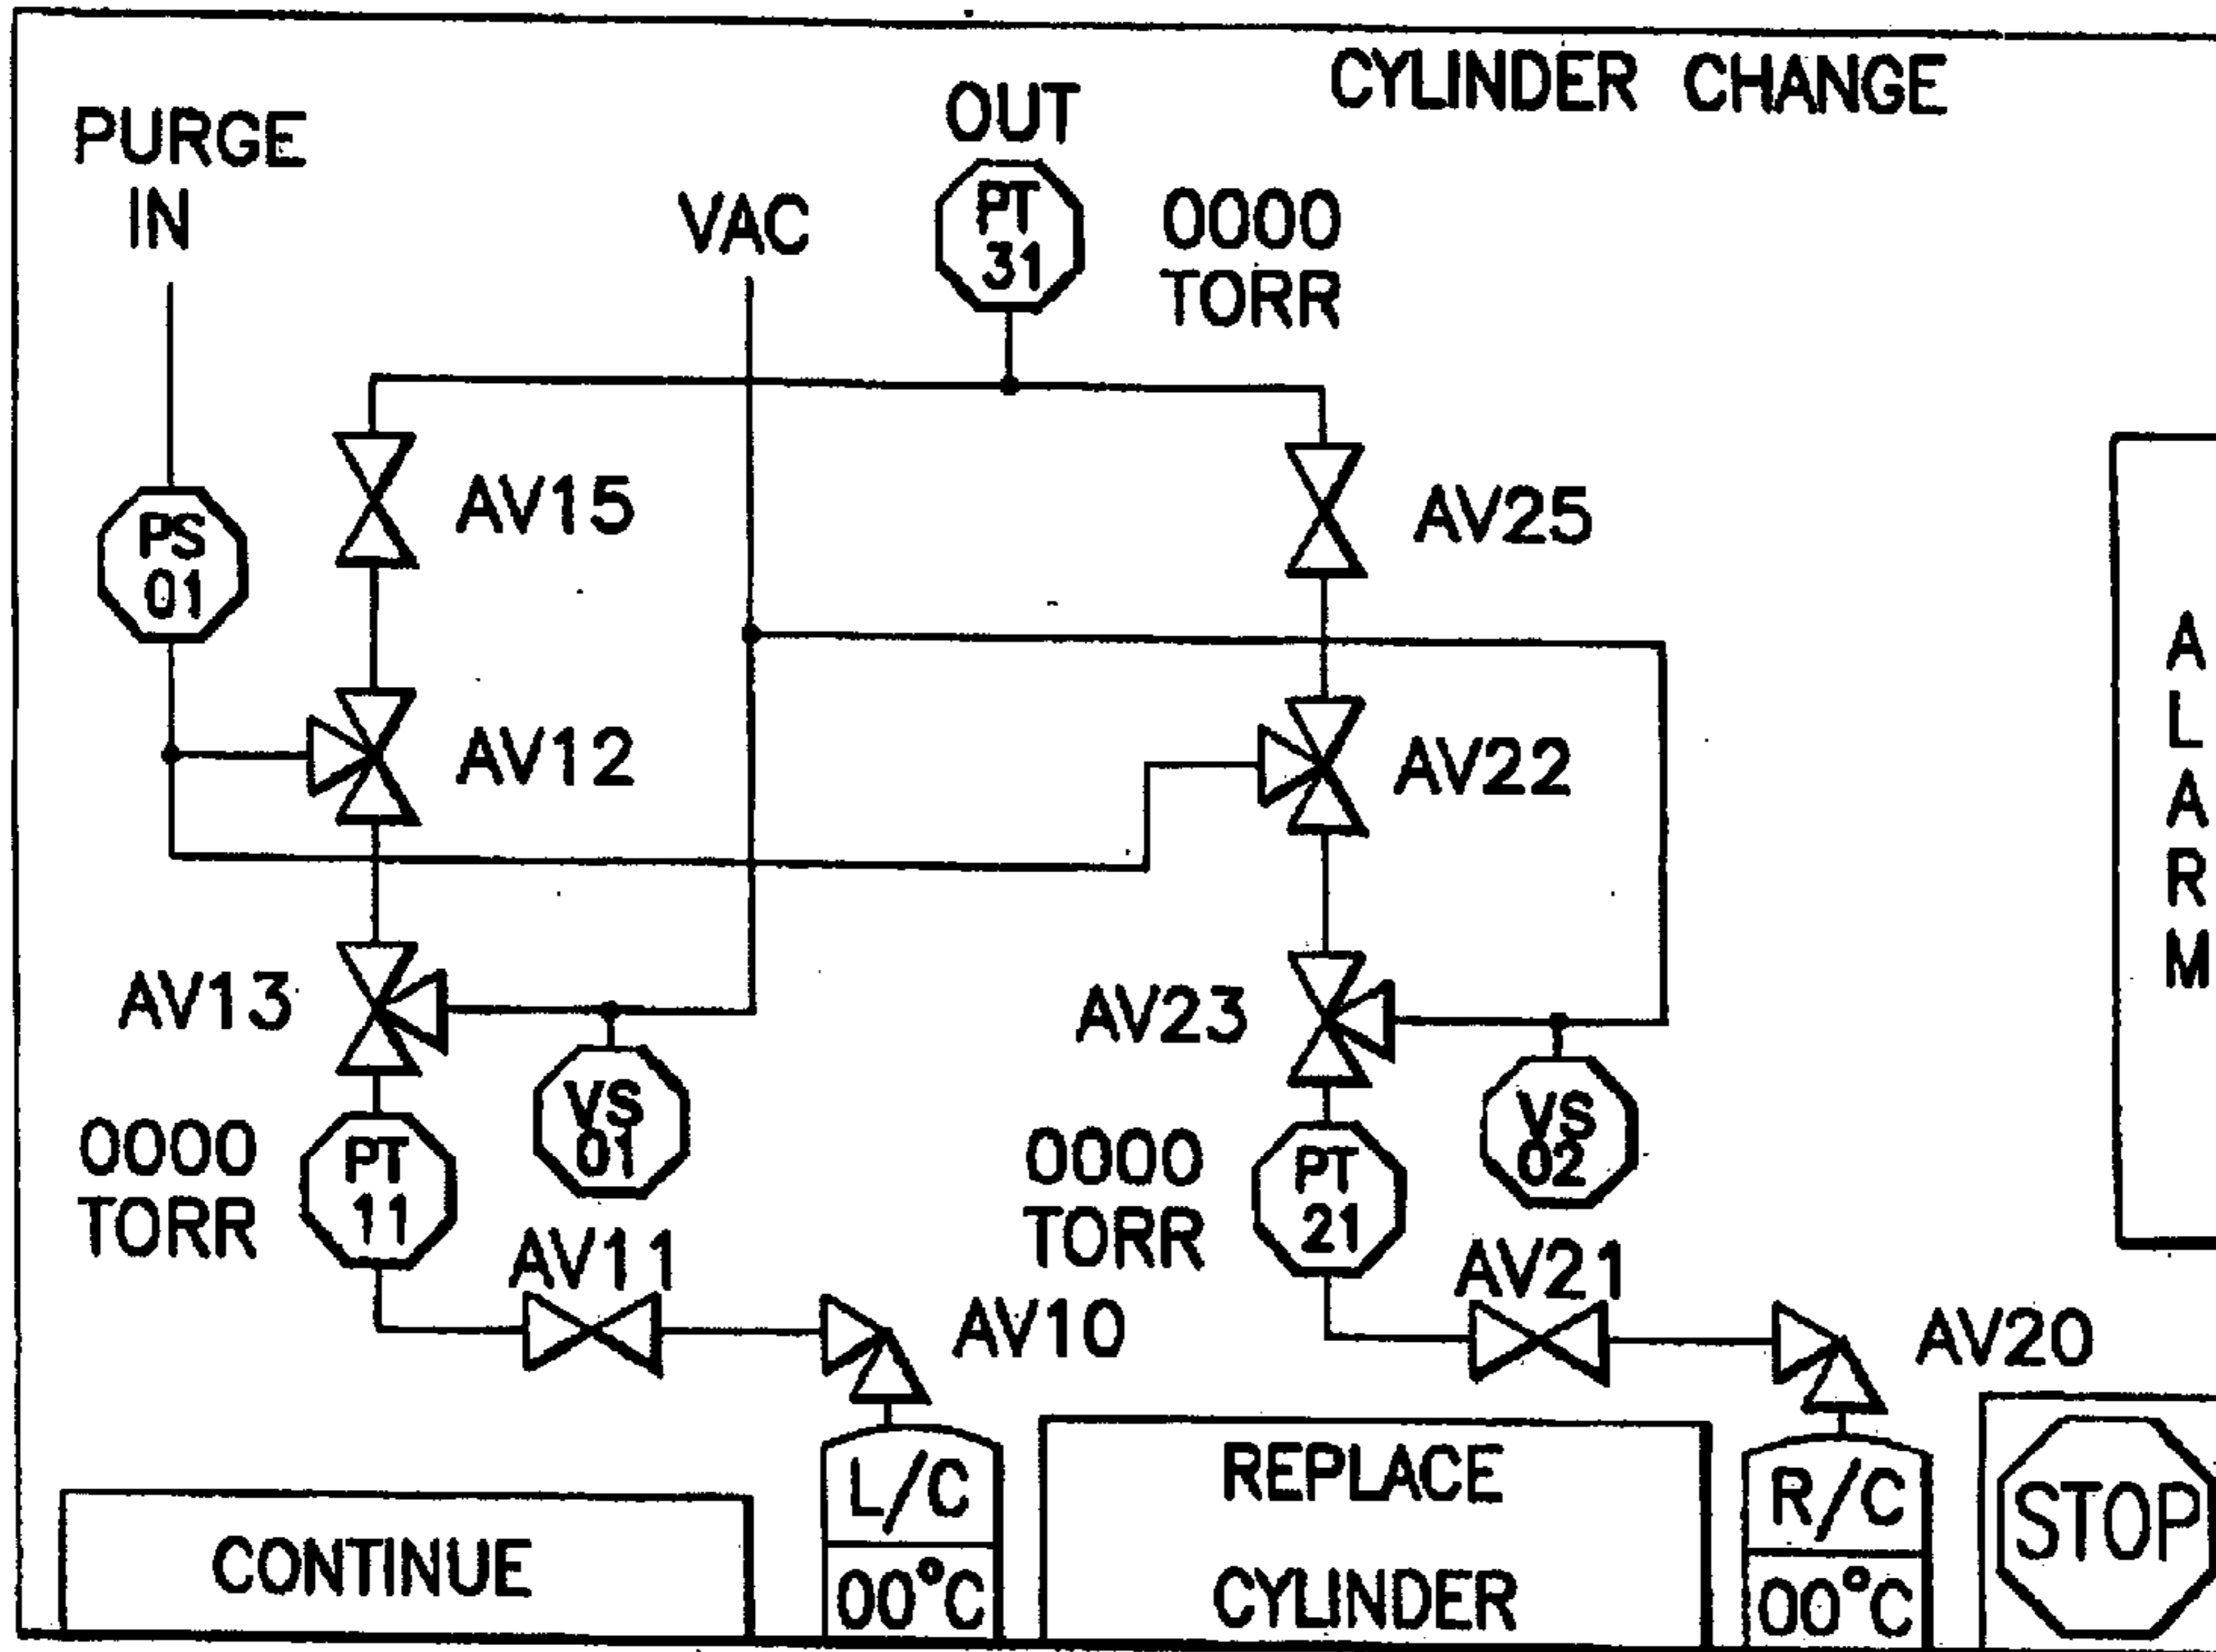 CYLINDER CHANGE
PURGE
IN
VAC
OUT
PT
31
0000
TORR
PS
01
AV15
AV25
AV12
AV22
AV13
AV23
VS
01
VS
02
0000
TORR
PT
11
0000
TORR
PT
21
AV11
AV10
AV21
AV20
L/C
00°C
R/C
00°C
CONTINUE
REPLACE
CYLINDER
STOP
A
L
A
R
M